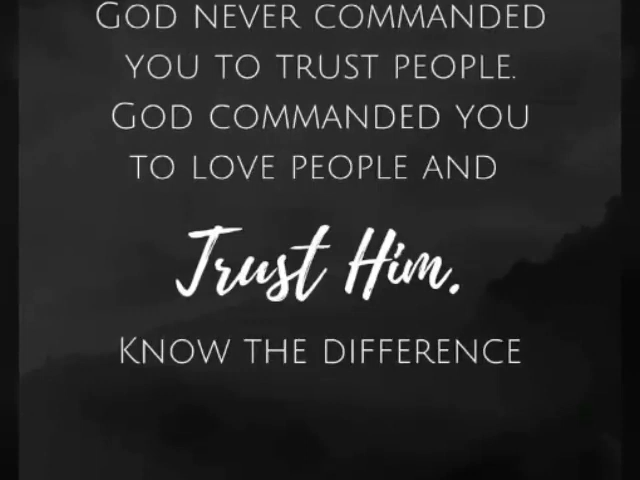 GOD NEVER COMMANDED
YOU TO TRUST PEOPLE.
GOD COMMANDED YOU
TO LOVE PEOPLE AND
Trust Him.
KNOW THE DIFFERENCE